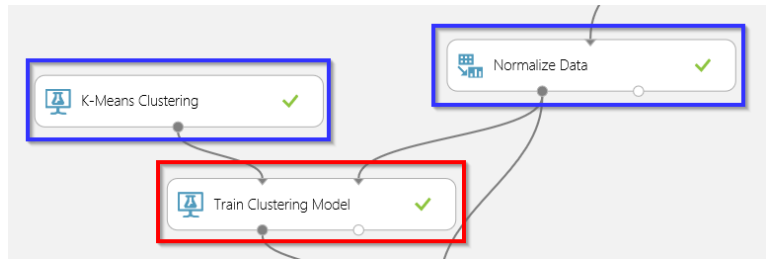 Normalize Data
K-Means Clustering
Train Clustering Model